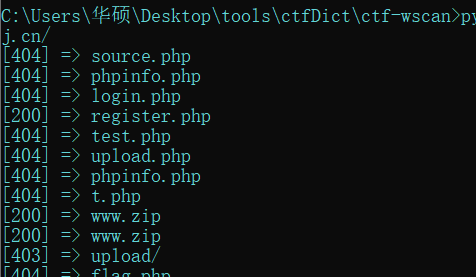 C:\Users\华硕\Desktop\tools\ctfDict\ctf-wscan>py
j.cn/
[404] => source.php
[404] => phpinfo.php
[404] => login.php
[200] => register.php
[404] => test.php
[404] => upload.php
[404] => phpinfo.php
[404] => t.php
[200] => www.zip
[200] => www.zip
[403] => upload/
[404] => flag.php